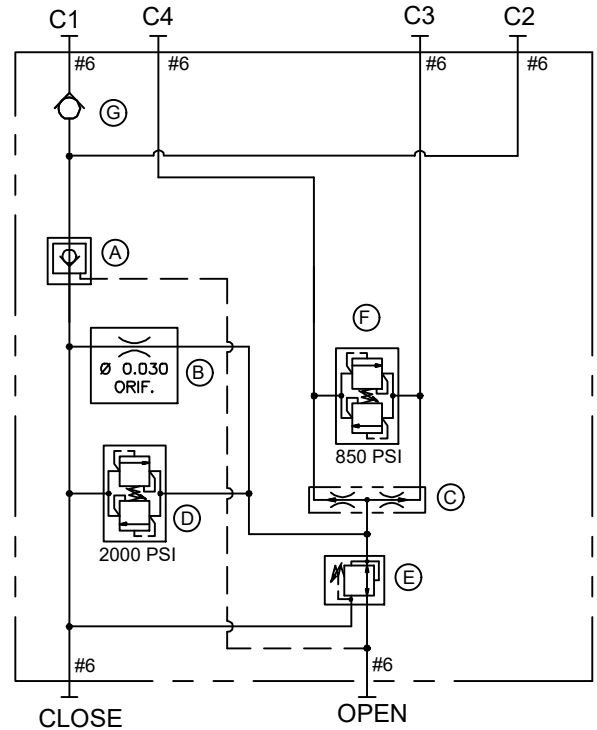 C1 C4 C3 C2
#6 #6 #6 #6
G
A
F
B
Ø 0.030
ORIF.
850 PSI
C
D
2000 PSI
E
#6 #6
CLOSE OPEN